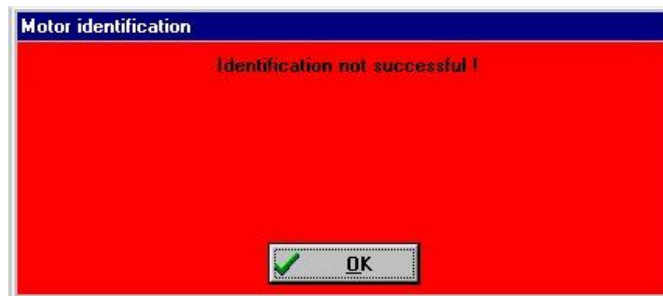 Motor identification
Identification not successful !
OK